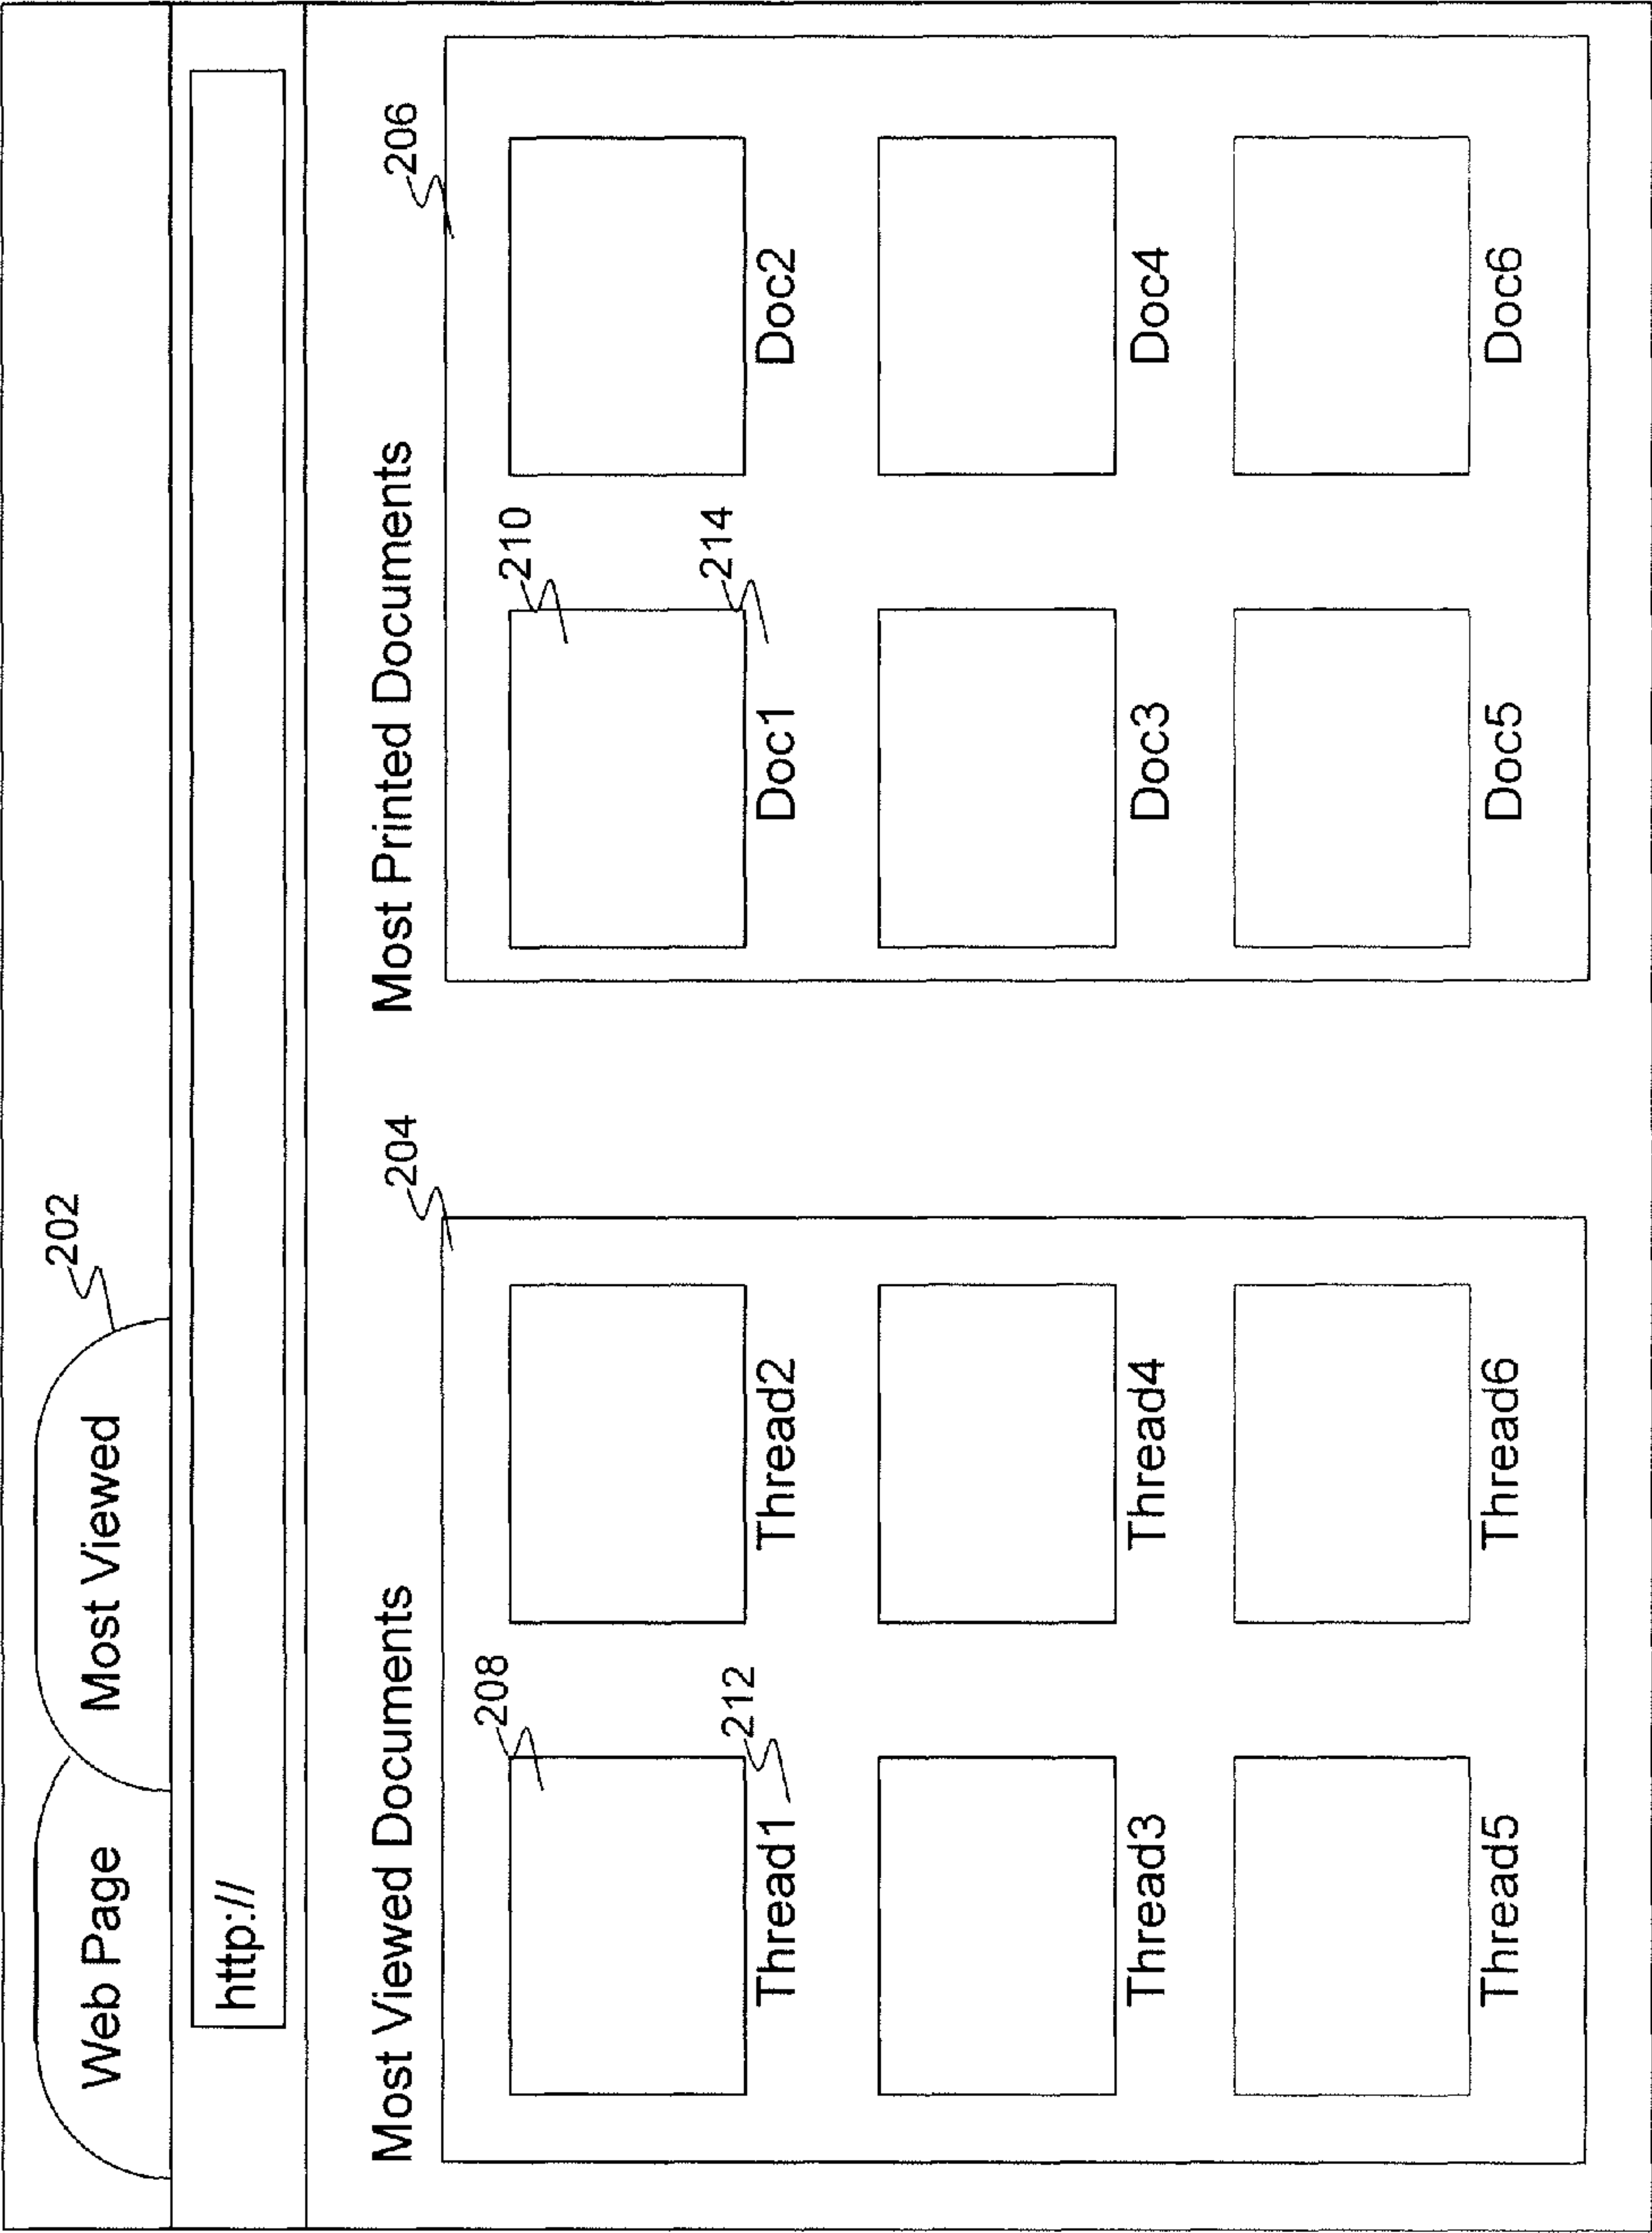 202
Web Page Most Viewed
http://
Most Viewed Documents
204
208
Thread1
212
Thread2
Thread3 Thread4
Thread5 Thread6
Most Printed Documents
206
210
Doc1
214
Doc2
Doc3 Doc4
Doc5 Doc6